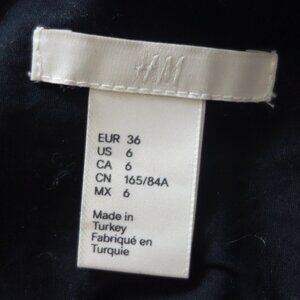 H&M
EUR 36
US 6
CA 6
CN 165/84A
MX 6
Made in
Turkey
Fabriqué en
Turquie